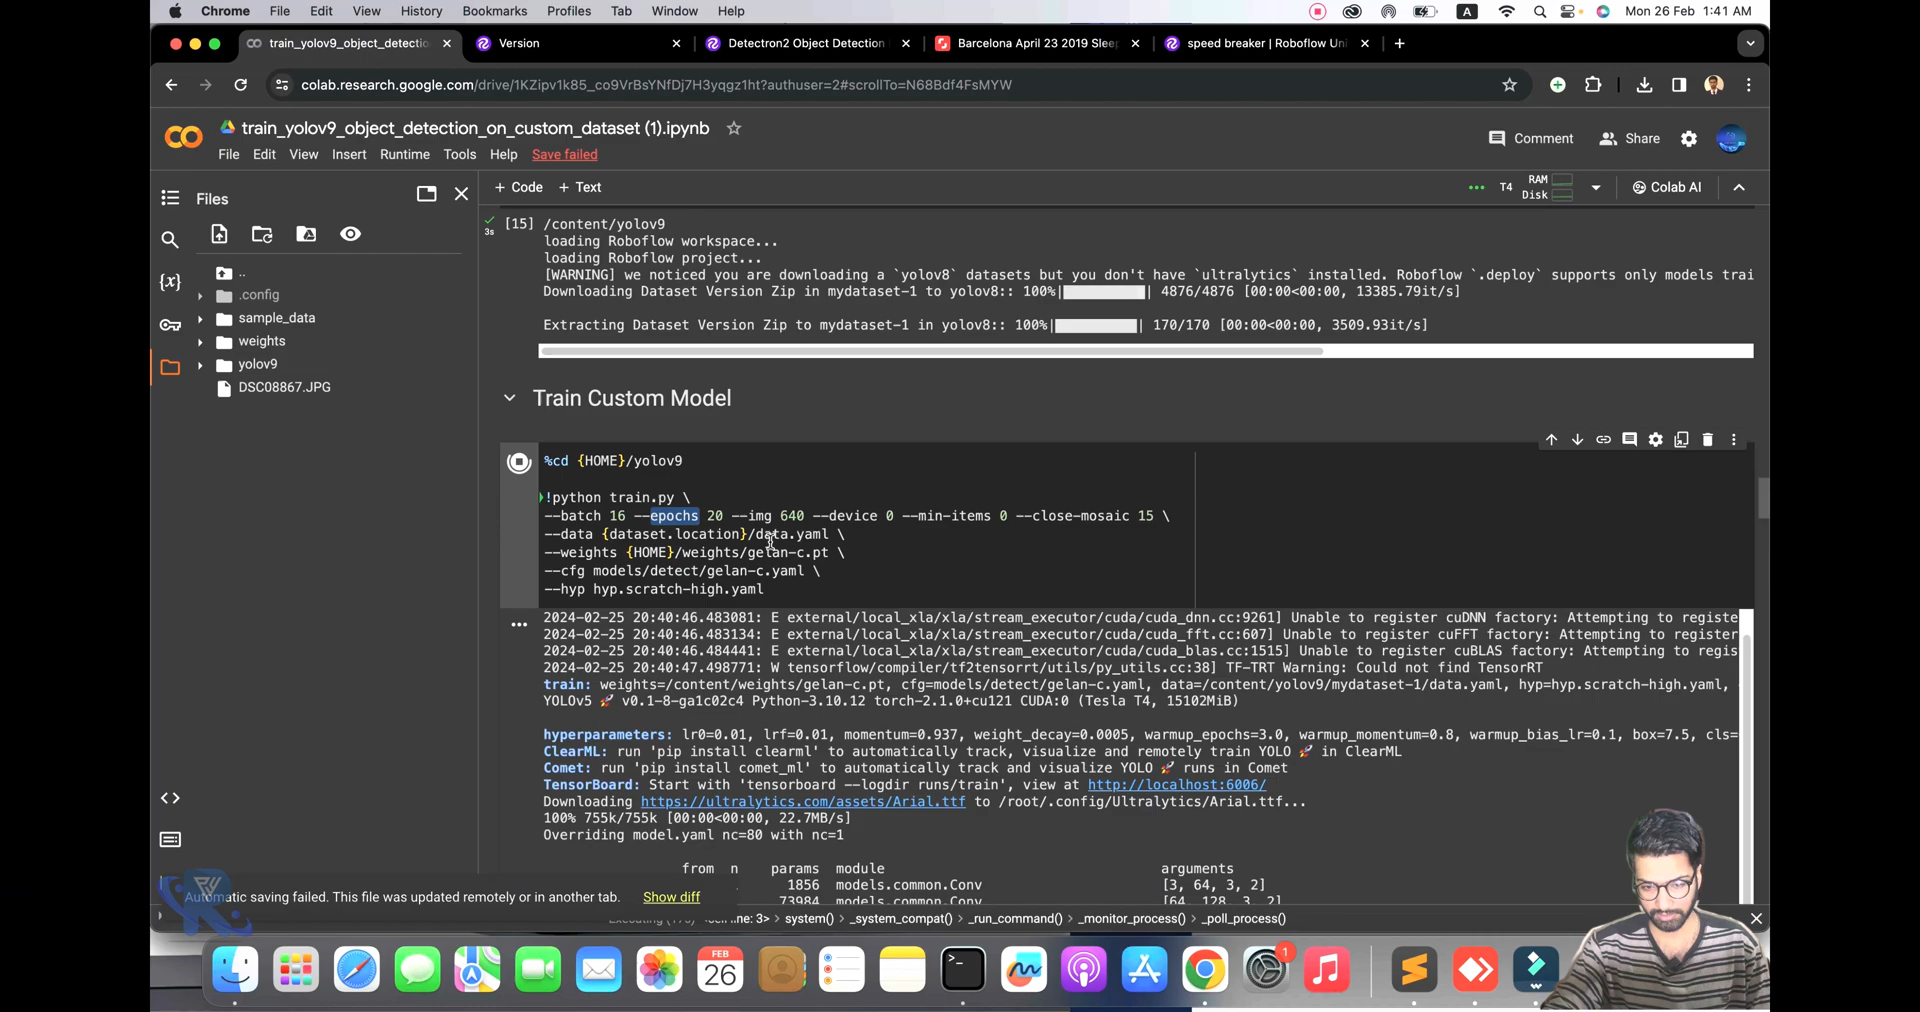 Chrome File Edit View History Bookmarks Profiles Tab Window Help
A Mon 26 Feb 1:41 AM
train_yolov9_object_detectio
Version
Detectron2 Object Detection
Barcelona April 23 2019 Slee
speed breaker | Roboflow Uni
colab.research.google.com/drive/1KZipv1k85_co9VrBsYNfDj7H3yqgz1ht?authuser=2#scrollTo=N68Bdf4FsMYW
train_yolov9_object_detection_on_custom_dataset (1).ipynb
Comment Share
File Edit View Insert Runtime Tools Help Save failed
Files
+ Code + Text
T4 RAM Disk Colab AI
..
.config
sample_data
weights
yolov9
DSC08867.JPG
3s
[15] /content/yolov9
loading Roboflow workspace...
loading Roboflow project...
[WARNING] we noticed you are downloading a `yolov8` datasets but you don't have `ultralytics` installed. Roboflow `.deploy` supports only models trai
Downloading Dataset Version Zip in mydataset-1 to yolov8:: 100%| | 4876/4876 [00:00<00:00, 13385.79it/s]
Extracting Dataset Version Zip to mydataset-1 in yolov8:: 100%| | 170/170 [00:00<00:00, 3509.93it/s]
Train Custom Model
%cd {HOME}/yolov9
!python train.py \
--batch 16 --epochs 20 --img 640 --device 0 --min-items 0 --close-mosaic 15 \
--data {dataset.location}/data.yaml \
--weights {HOME}/weights/gelan-c.pt \
--cfg models/detect/gelan-c.yaml \
--hyp hyp.scratch-high.yaml
2024-02-25 20:40:46.483081: E external/local_xla/xla/stream_executor/cuda/cuda_dnn.cc:9261] Unable to register cuDNN factory: Attempting to registe
2024-02-25 20:40:46.483134: E external/local_xla/xla/stream_executor/cuda/cuda_fft.cc:607] Unable to register cuFFT factory: Attempting to register
2024-02-25 20:40:46.484441: E external/local_xla/xla/stream_executor/cuda/cuda_blas.cc:1515] Unable to register cuBLAS factory: Attempting to regis
2024-02-25 20:40:47.498771: W tensorflow/compiler/tf2tensorrt/utils/py_utils.cc:38] TF-TRT Warning: Could not find TensorRT
train: weights=/content/weights/gelan-c.pt, cfg=models/detect/gelan-c.yaml, data=/content/yolov9/mydataset-1/data.yaml, hyp=hyp.scratch-high.yaml,
YOLOv5 🚀 v0.1-8-ga1c02c4 Python-3.10.12 torch-2.1.0+cu121 CUDA:0 (Tesla T4, 15102MiB)
hyperparameters: lr0=0.01, lrf=0.01, momentum=0.937, weight_decay=0.0005, warmup_epochs=3.0, warmup_momentum=0.8, warmup_bias_lr=0.1, box=7.5, cls=
ClearML: run 'pip install clearml' to automatically track, visualize and remotely train YOLO 🚀 in ClearML
Comet: run 'pip install comet_ml' to automatically track and visualize YOLO 🚀 runs in Comet
TensorBoard: Start with 'tensorboard --logdir runs/train', view at http://localhost:6006/
Downloading https://ultralytics.com/assets/Arial.ttf to /root/.config/Ultralytics/Arial.ttf...
100% 755k/755k [00:00<00:00, 22.7MB/s]
Overriding model.yaml nc=80 with nc=1
from n params module arguments
1856 models.common.Conv [3, 64, 3, 2]
73984 models.common.Conv [64, 128, 3, 2]
Automatic saving failed. This file was updated remotely or in another tab. Show diff
line: 3> > system() > _system_compat() > _run_command() > _monitor_process() > _poll_process()
FEB
26
1